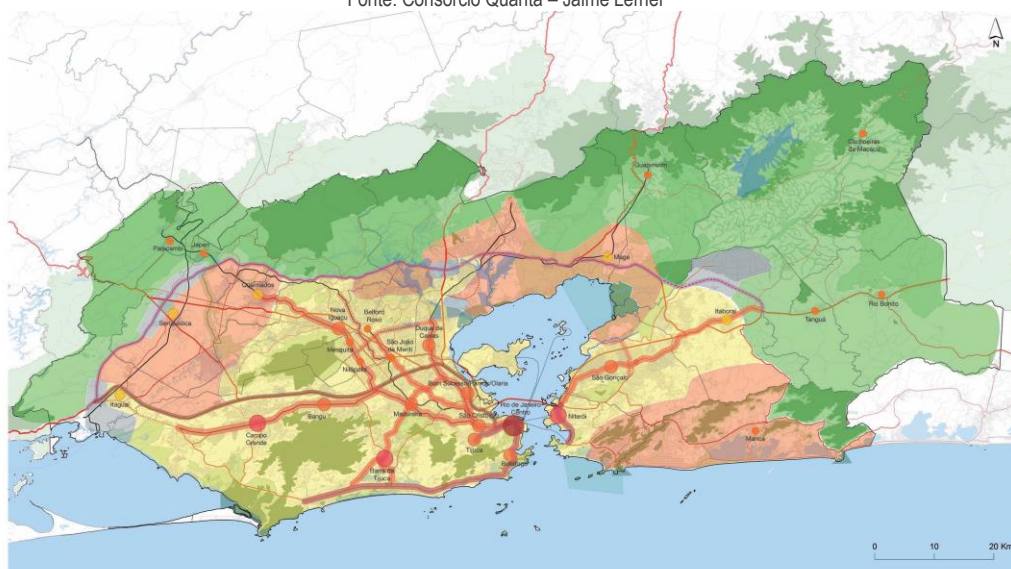 Fonte: Consórcio Quanta – Jaime Lerner
N
Cachoeiras
de Macacu
Guapimirim
Paracambi
Japeri
Magé
Queimados
Seropédica
Nova
Iguaçu
Belford
Roxo
Rio Bonito
Itaboraí
Tanguá
Duque de
Caxias
São João
de Meriti
Mesquita
Nilópolis
São Gonçalo
Itaguaí
Bangu
Madureira
São Cristóvão
Rio de Janeiro
Centro
Niterói
Campo
Grande
Tijuca
Maricá
Barra da
Tijuca
Botafogo
0 10 20 Km